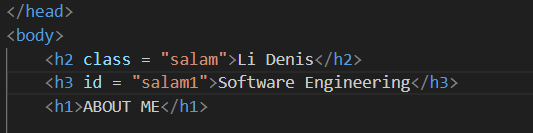 </head>
<body>
<h2 class = "salam">Li Denis</h2>
<h3 id = "salam1">Software Engineering</h3>
<h1>ABOUT ME</h1>